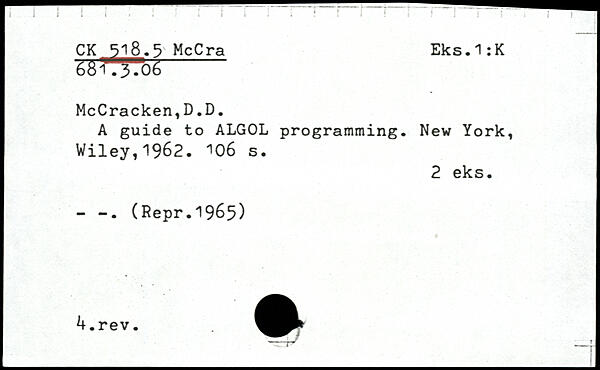 CK 518.5 McCra
Eks.1:K
681.3.06
McCracken,D.D.
A guide to ALGOL programming. New York,
Wiley,1962. 106 s.
2 eks.
- -. (Repr.1965)
4.rev.